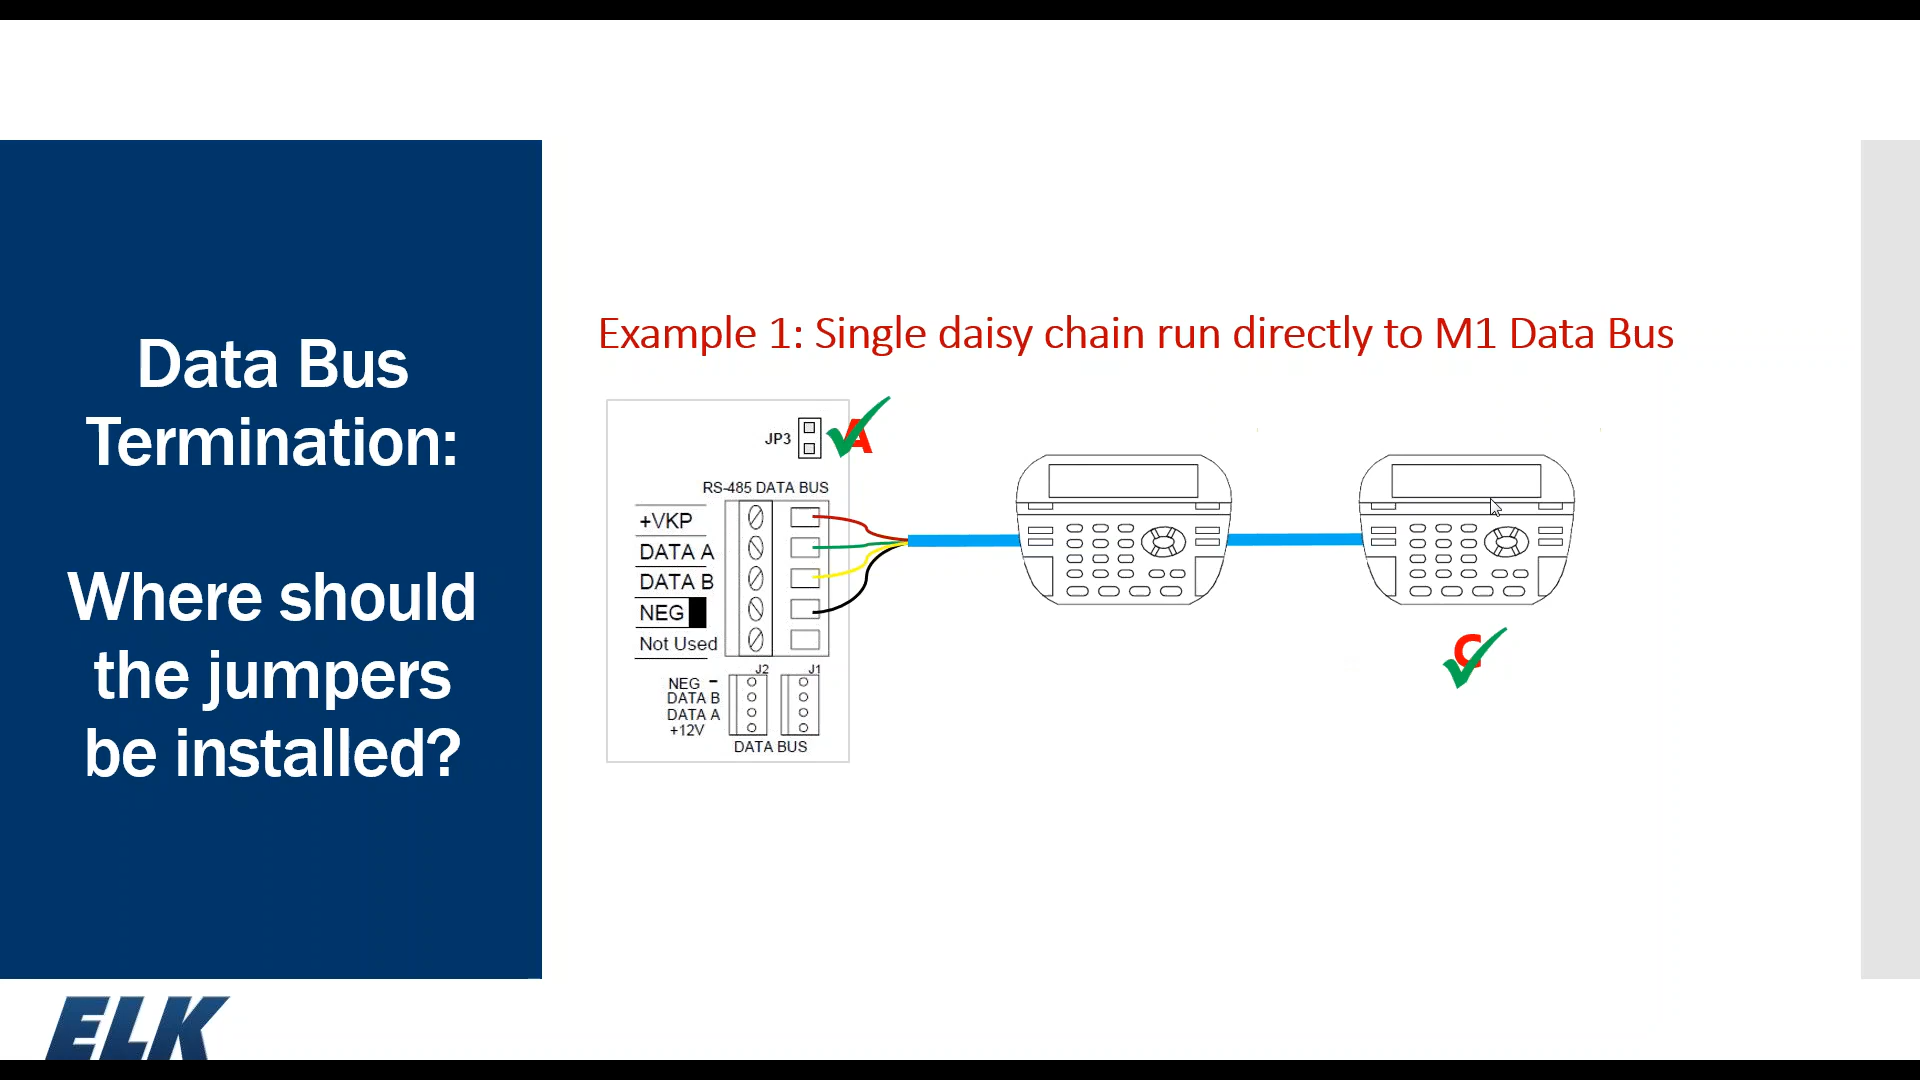 Data Bus
Termination:
Where should
the jumpers
be installed?
Example 1: Single daisy chain run directly to M1 Data Bus
JP3
A
RS-485 DATA BUS
+VKP
DATA A
DATA B
NEG
Not Used
J2 J1
NEG -
DATA B
DATA A
+12V
DATA BUS
C
ELK